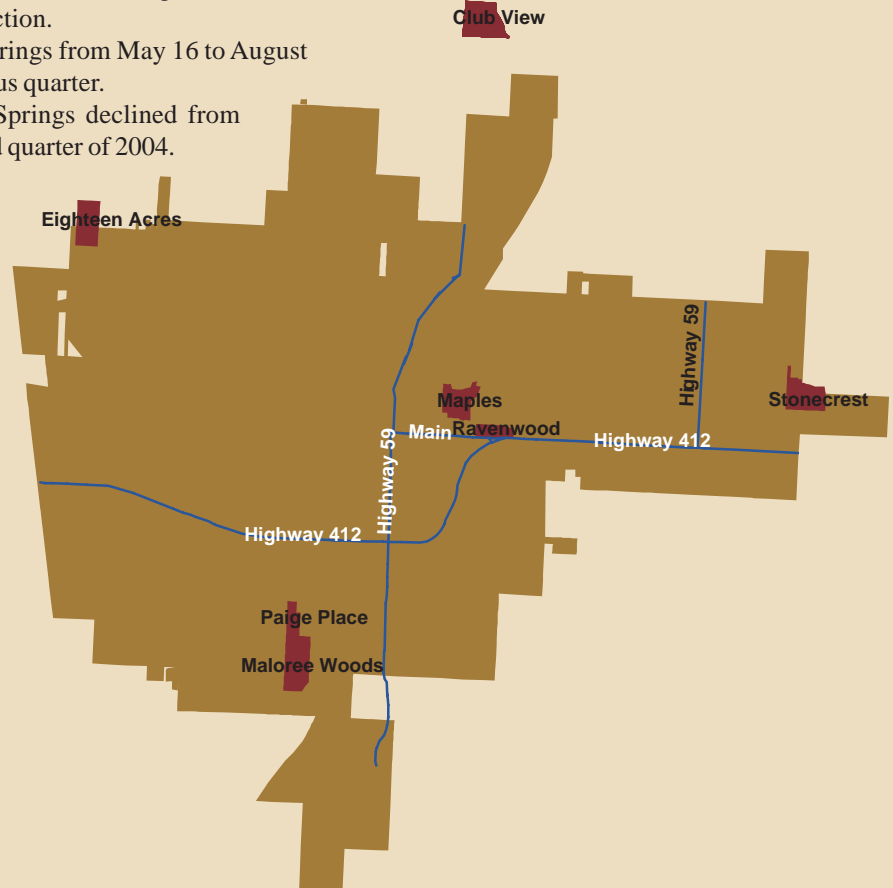 ction.
rings from May 16 to August
us quarter.
Springs declined from
quarter of 2004.
Club View
Eighteen Acres
Highway 59
Maples
Stonecrest
Ravenwood
Main
Highway 412
Highway 59
Highway 412
Paige Place
Maloree Woods